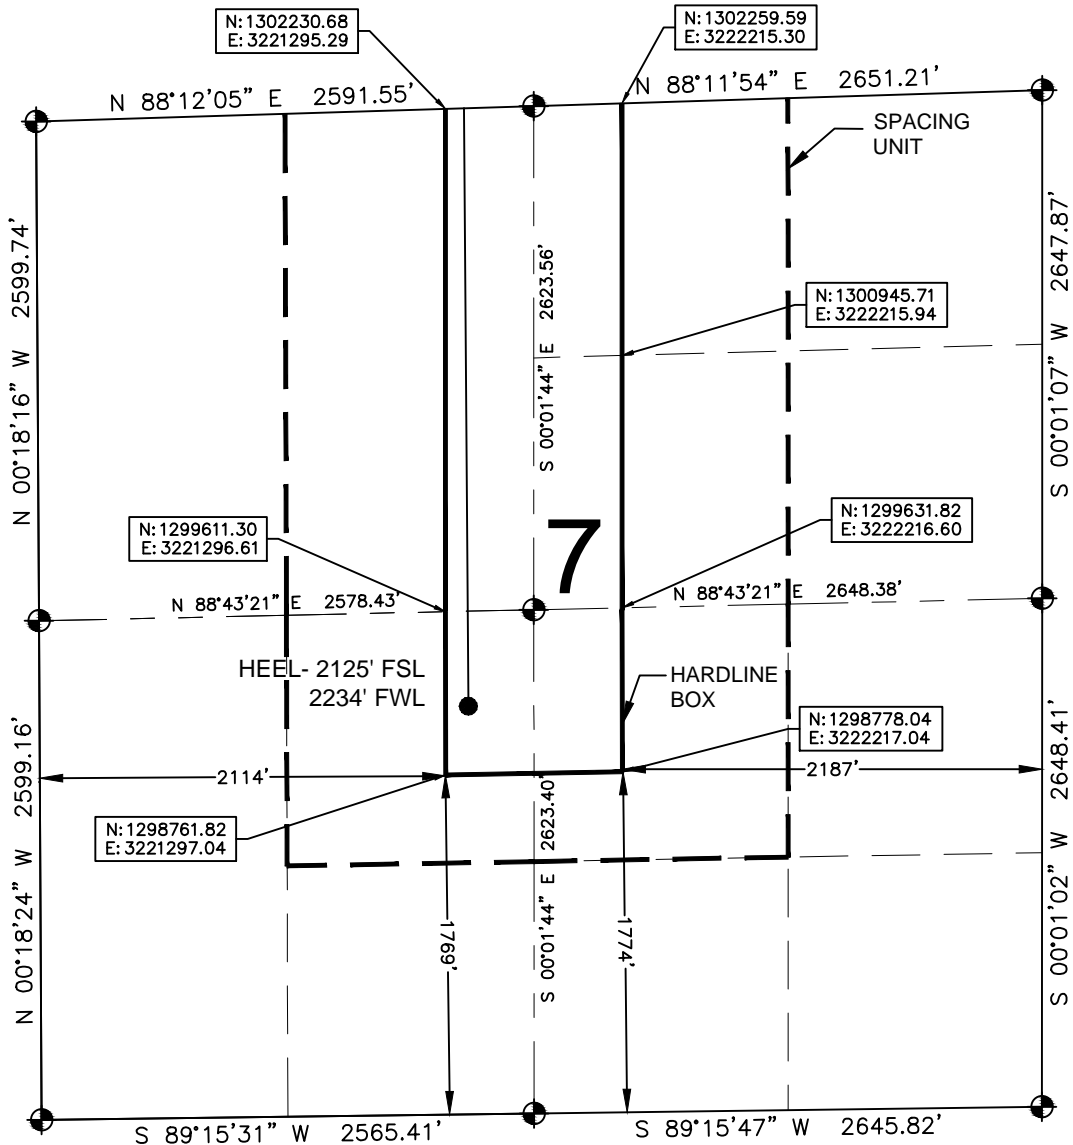 N:1302230.68
E:3221295.29
N:1302259.59
E:3222215.30
N 88°12'05" E 2591.55'
N 88°11'54" E 2651.21'
SPACING
UNIT
N 00°18'16" W 2599.74'
S 00°01'44" E 2623.56'
S 00°01'07" W 2647.87'
N:1300945.71
E:3222215.94
N:1299611.30
E:3221296.61
N:1299631.82
E:3222216.60
7
N 88°43'21" E 2578.43'
N 88°43'21" E 2648.38'
HEEL- 2125' FSL
2234' FWL
HARDLINE
BOX
N:1298778.04
E:3222217.04
2114'
2187'
N:1298761.82
E:3221297.04
N 00°18'24" W 2599.16'
1769'
S 00°01'44" E 2623.40'
1774'
S 00°01'02" W 2648.41'
S 89°15'31" W 2565.41'
S 89°15'47" W 2645.82'